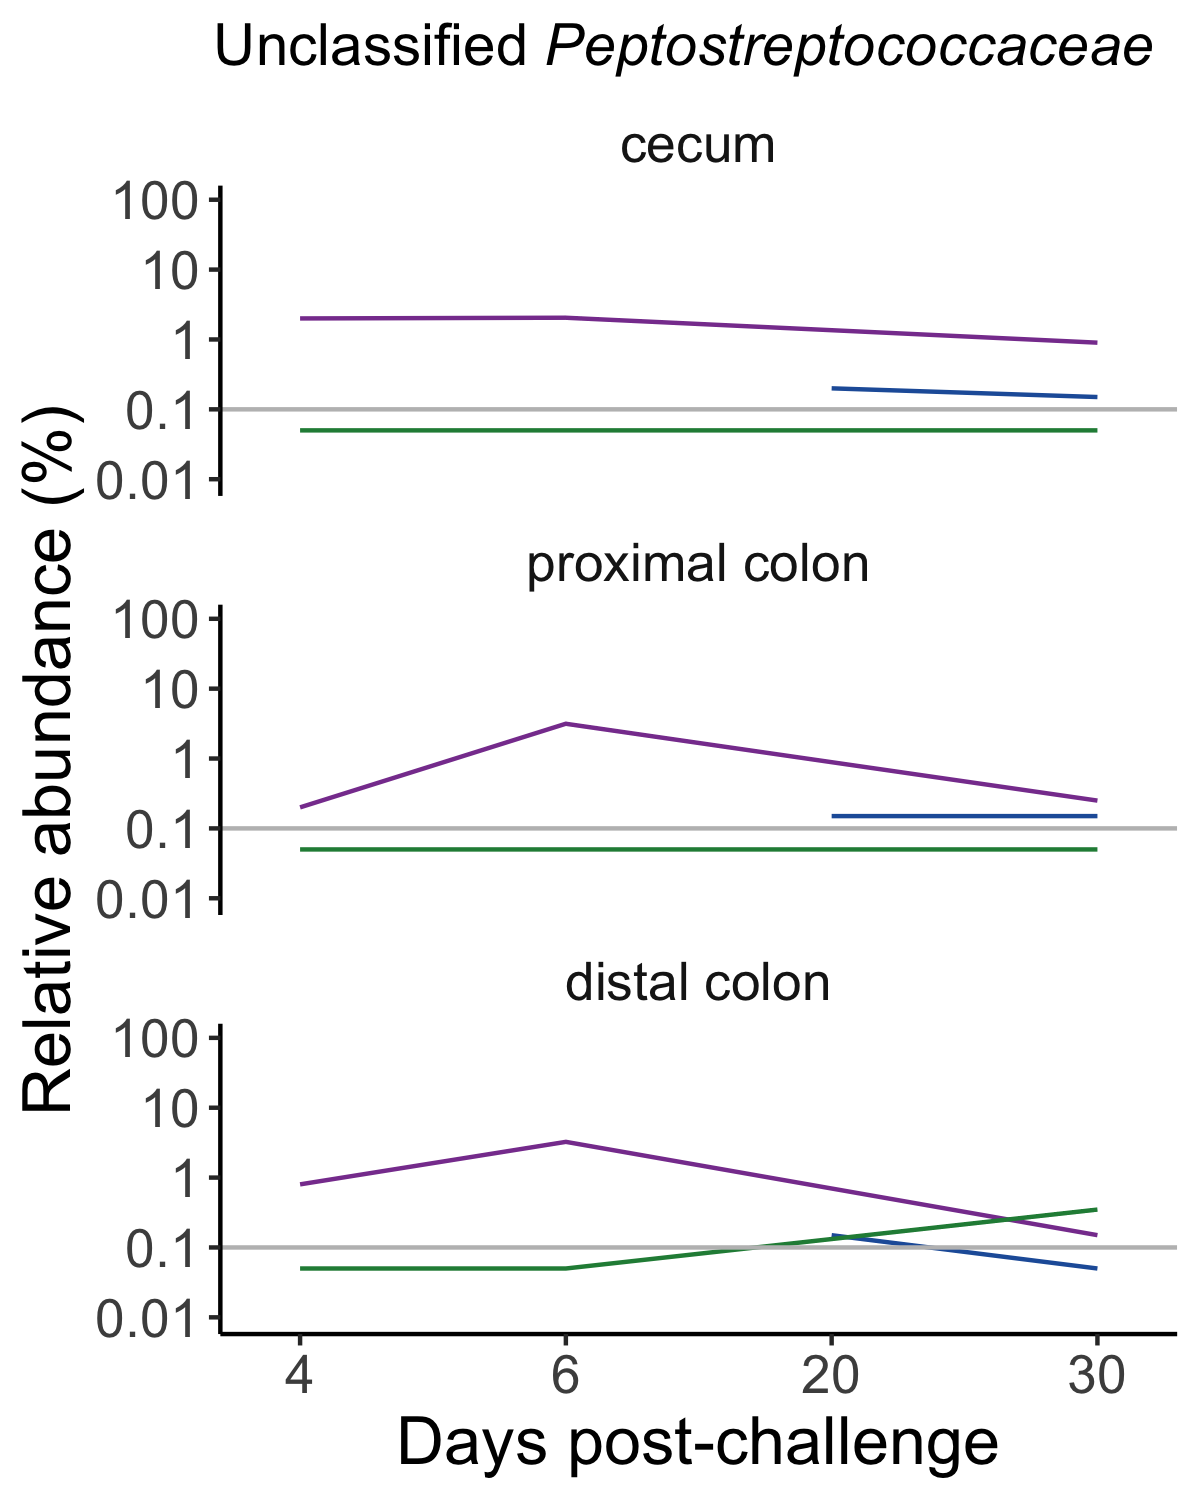 Unclassified Peptostreptococcaceae
Relative abundance (%)
cecum
100
10
1
0.1
0.01
proximal colon
100
10
1
0.1
0.01
distal colon
100
10
1
0.1
0.01
4 6 20 30
Days post-challenge